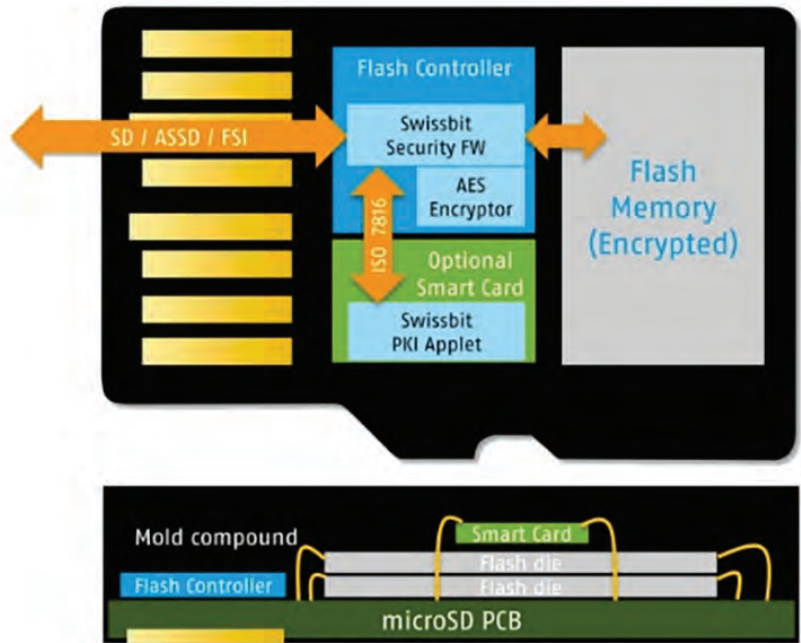 Flash Controller
SD / ASSD / FSI
Swissbit
Security FW
AES
Encryptor
ISO 7816
Flash
Memory
(Encrypted)
Optional
Smart Card
Swissbit
PKI Applet
Mold compound
Smart Card
Flash die
Flash Controller
Flash die
microSD PCB